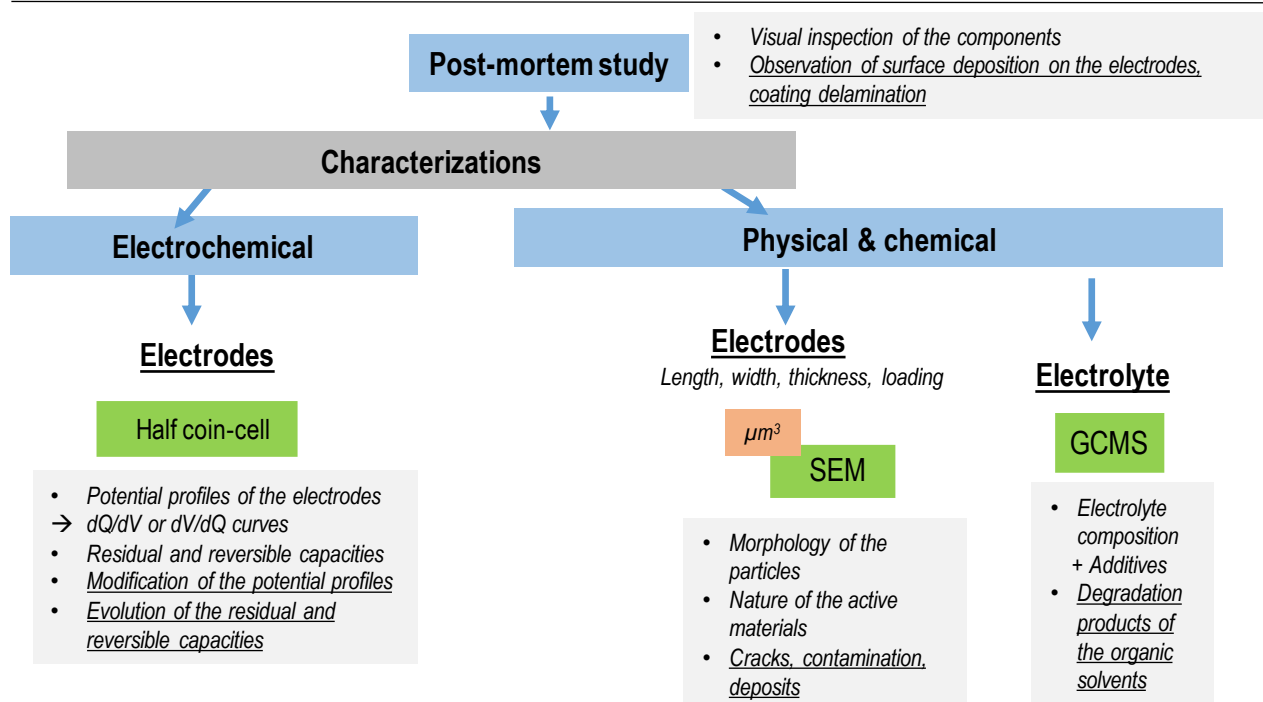 Post-mortem study
• Visual inspection of the components
• Observation of surface deposition on the electrodes,
coating delamination
Characterizations
Electrochemical
Physical & chemical
Electrodes
Half coin-cell
• Potential profiles of the electrodes
→ dQ/dV or dV/dQ curves
• Residual and reversible capacities
• Modification of the potential profiles
• Evolution of the residual and
reversible capacities
Electrodes
Length, width, thickness, loading
µm³
SEM
• Morphology of the
particles
• Nature of the active
materials
• Cracks, contamination,
deposits
Electrolyte
GCMS
• Electrolyte
composition
+ Additives
• Degradation
products of
the organic
solvents